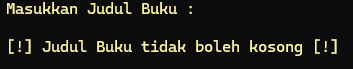 Masukkan Judul Buku :
[!] Judul Buku tidak boleh kosong [!]